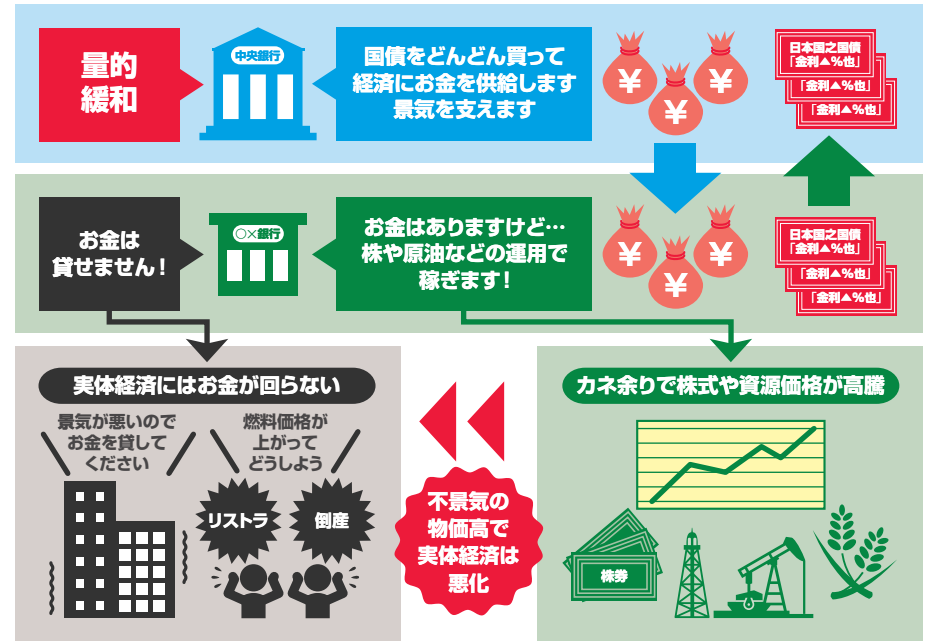 量的
緩和
中央銀行
国債をどんどん買って
経済にお金を供給します
景気を支えます
¥
¥
¥
日本国之国債
「金利▲%也」
「金利▲%也」
「金利▲%也」
お金は
貸せません!
○×銀行
お金はありますけど…
株や原油などの運用で
稼ぎます!
¥
¥
¥
日本国之国債
「金利▲%也」
「金利▲%也」
「金利▲%也」
実体経済にはお金が回らない
景気が悪いので
お金を貸して
ください
燃料価格が
上がって
どうしよう
リストラ
倒産
不景気の
物価高で
実体経済は
悪化
カネ余りで株式や資源価格が高騰
株券